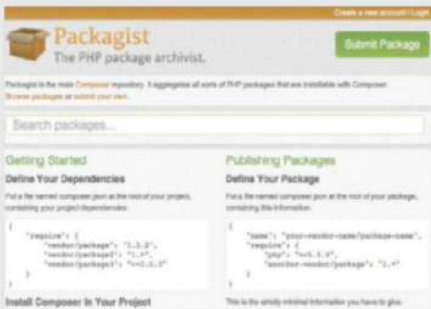 Create a new account | Login
Packagist
The PHP package archivist.
Submit Package
Packagist is the main Composer repository. It aggregates all sorts of PHP packages that are installable with Composer.
Browse packages or submit your own.
Search packages...
Getting Started
Define Your Dependencies
Put a file named composer.json at the root of your project,
containing your project dependencies:
{
"require": {
"vendor/package": "1.3.2",
"vendor/package2": "1.*",
"vendor/package3": ">=2.0.3"
}
}
Install Composer In Your Project
Publishing Packages
Define Your Package
Put a file named composer.json at the root of your package,
containing this information:
{
"name": "your-vendor-name/package-name",
"require": {
"php": ">=5.3.0",
"another-vendor/package": "1.*"
}
}
This is the strictly minimal information you have to give.